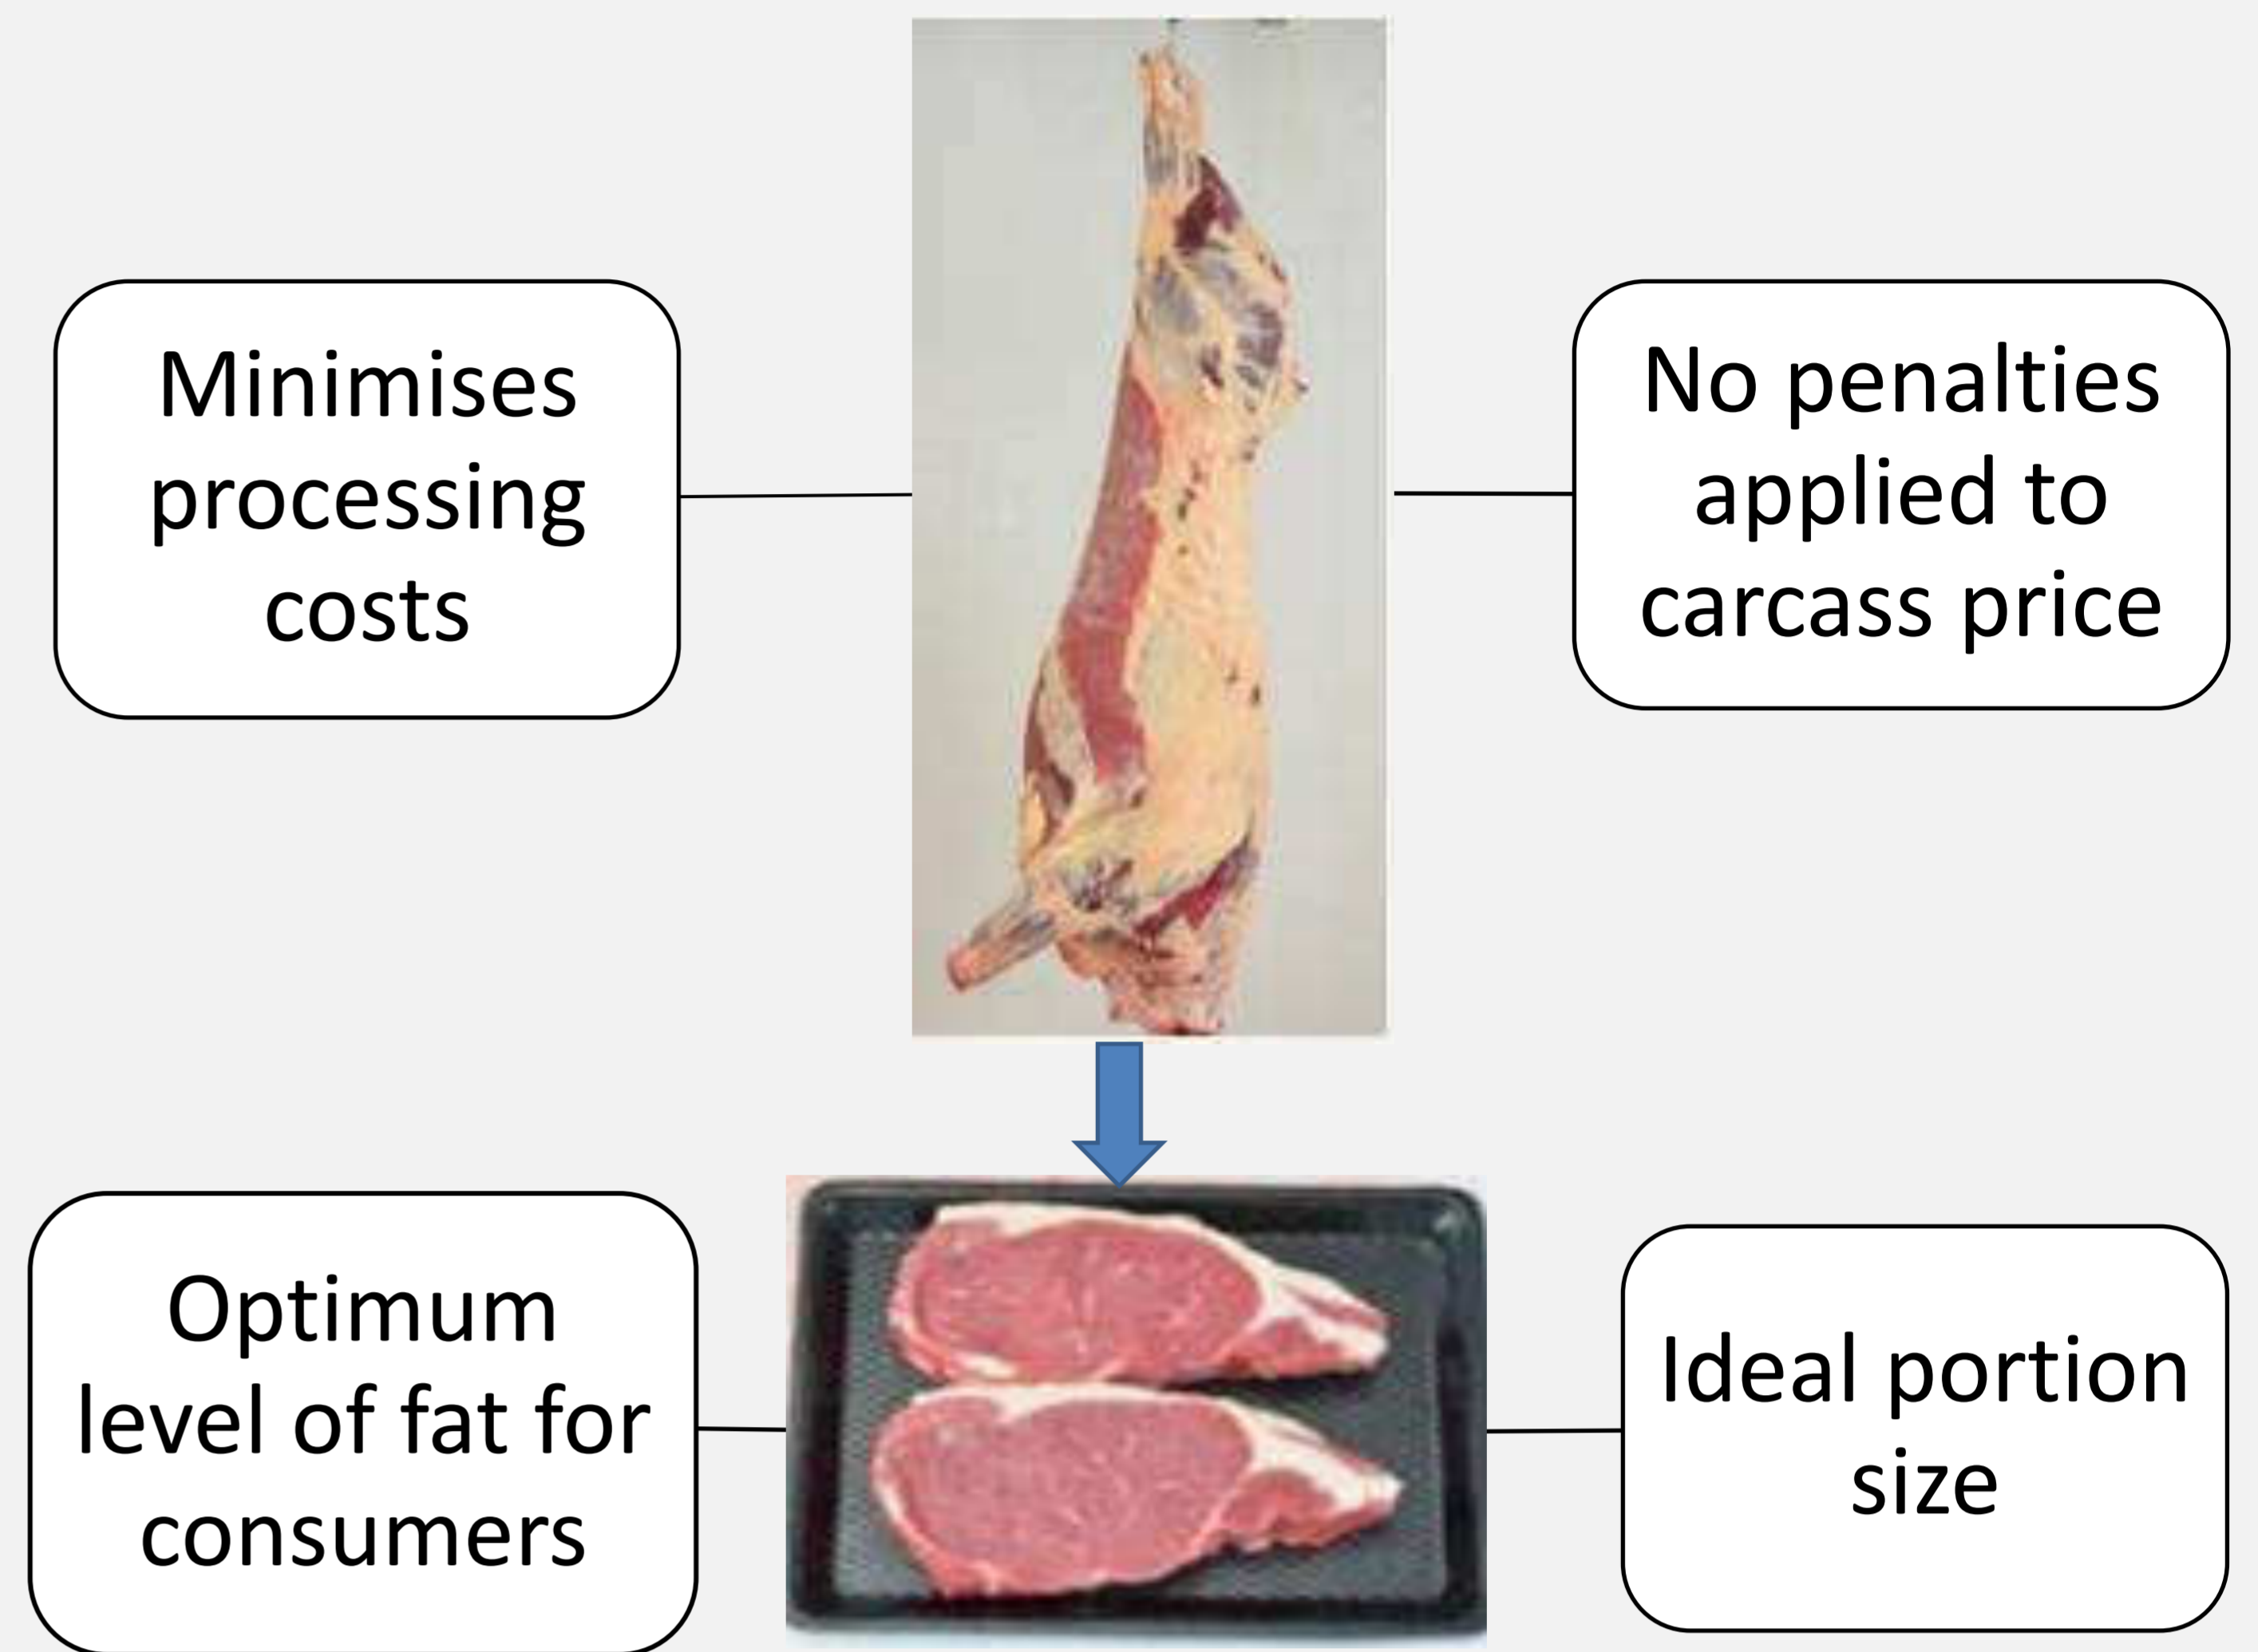 Minimises
processing
costs
No penalties
applied to
carcass price
Optimum
level of fat for
consumers
Ideal portion
size